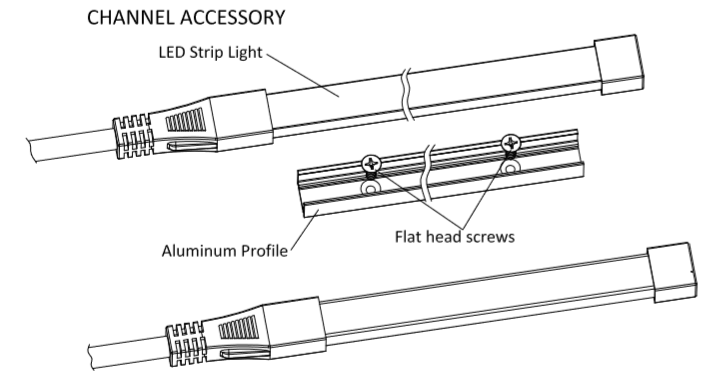 CHANNEL ACCESSORY
LED Strip Light
Flat head screws
Aluminum Profile